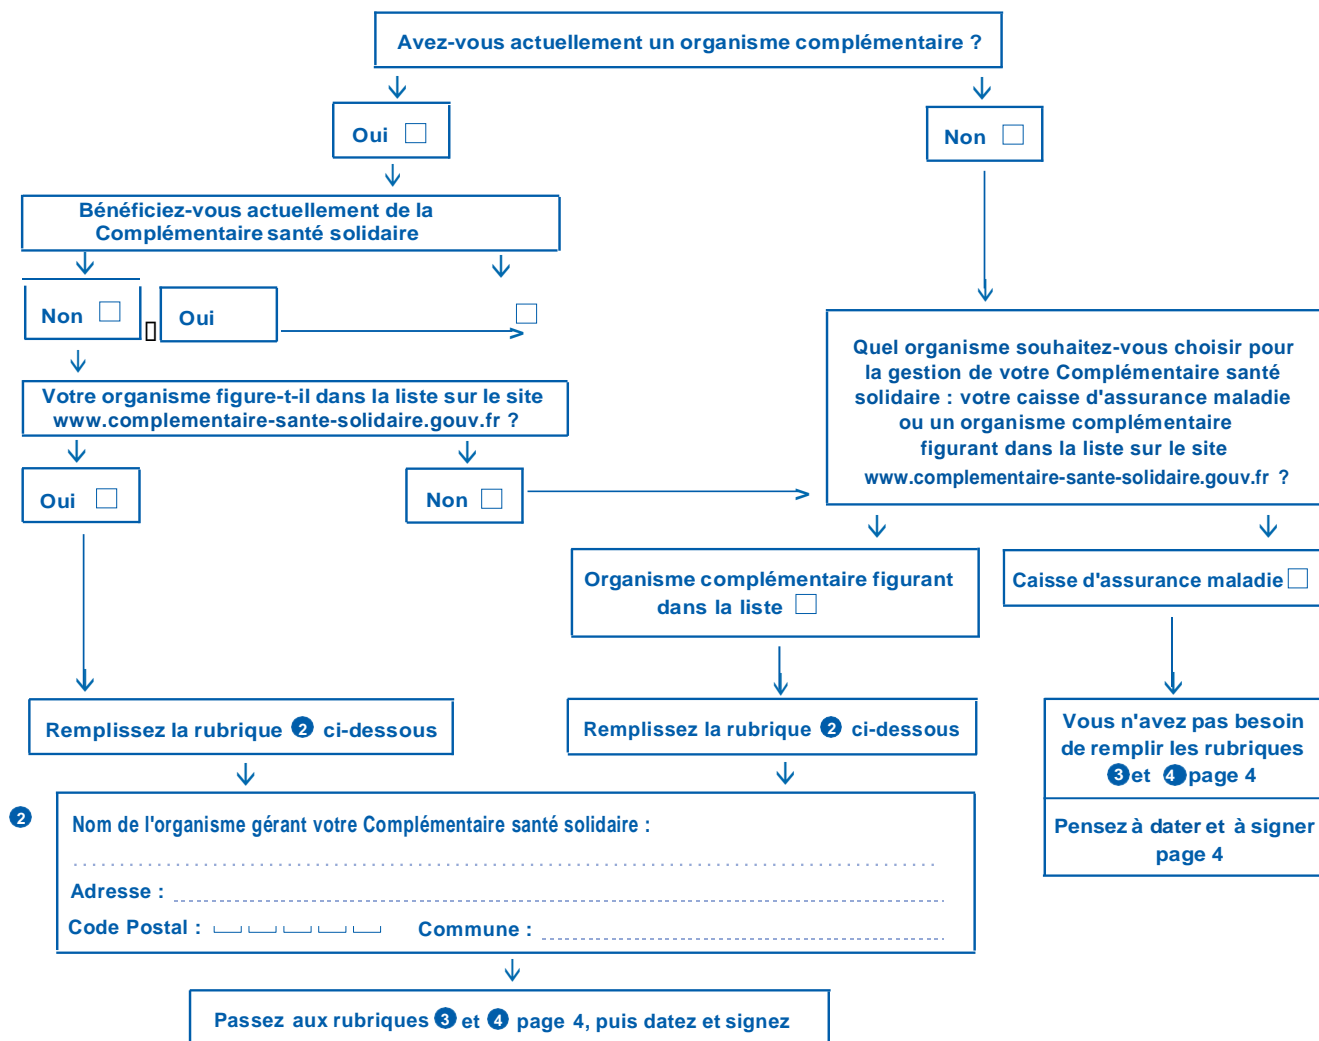 Avez-vous actuellement un organisme complémentaire ?
Oui
Non
Bénéficiez-vous actuellement de la
Complémentaire santé solidaire
Non
Oui
Votre organisme figure-t-il dans la liste sur le site
www.complementaire-sante-solidaire.gouv.fr ?
Oui
Non
Quel organisme souhaitez-vous choisir pour
la gestion de votre Complémentaire santé
solidaire : votre caisse d'assurance maladie
ou un organisme complémentaire
figurant dans la liste sur le site
www.complementaire-sante-solidaire.gouv.fr ?
Organisme complémentaire figurant
dans la liste
Caisse d'assurance maladie
Remplissez la rubrique 2 ci-dessous
Remplissez la rubrique 2 ci-dessous
Vous n'avez pas besoin
de remplir les rubriques
3 et 4 page 4
Pensez à dater et à signer
page 4
2
Nom de l'organisme gérant votre Complémentaire santé solidaire :
Adresse :
Code Postal : Commune :
Passez aux rubriques 3 et 4 page 4, puis datez et signez